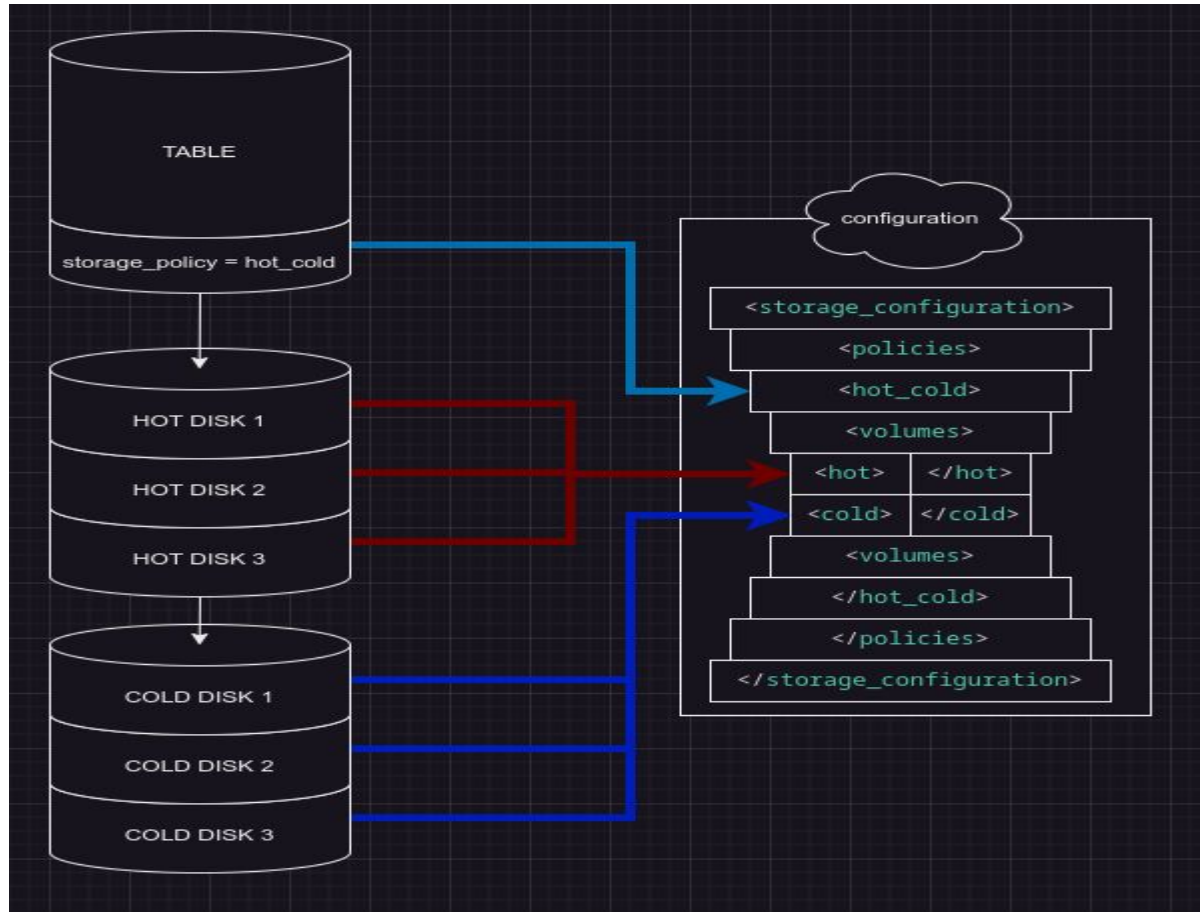 TABLE
storage_policy = hot_cold
HOT DISK 1
HOT DISK 2
HOT DISK 3
COLD DISK 1
COLD DISK 2
COLD DISK 3
configuration
<storage_configuration>
<policies>
<hot_cold>
<volumes>
<hot> </hot>
<cold> </cold>
<volumes>
</hot_cold>
</policies>
</storage_configuration>